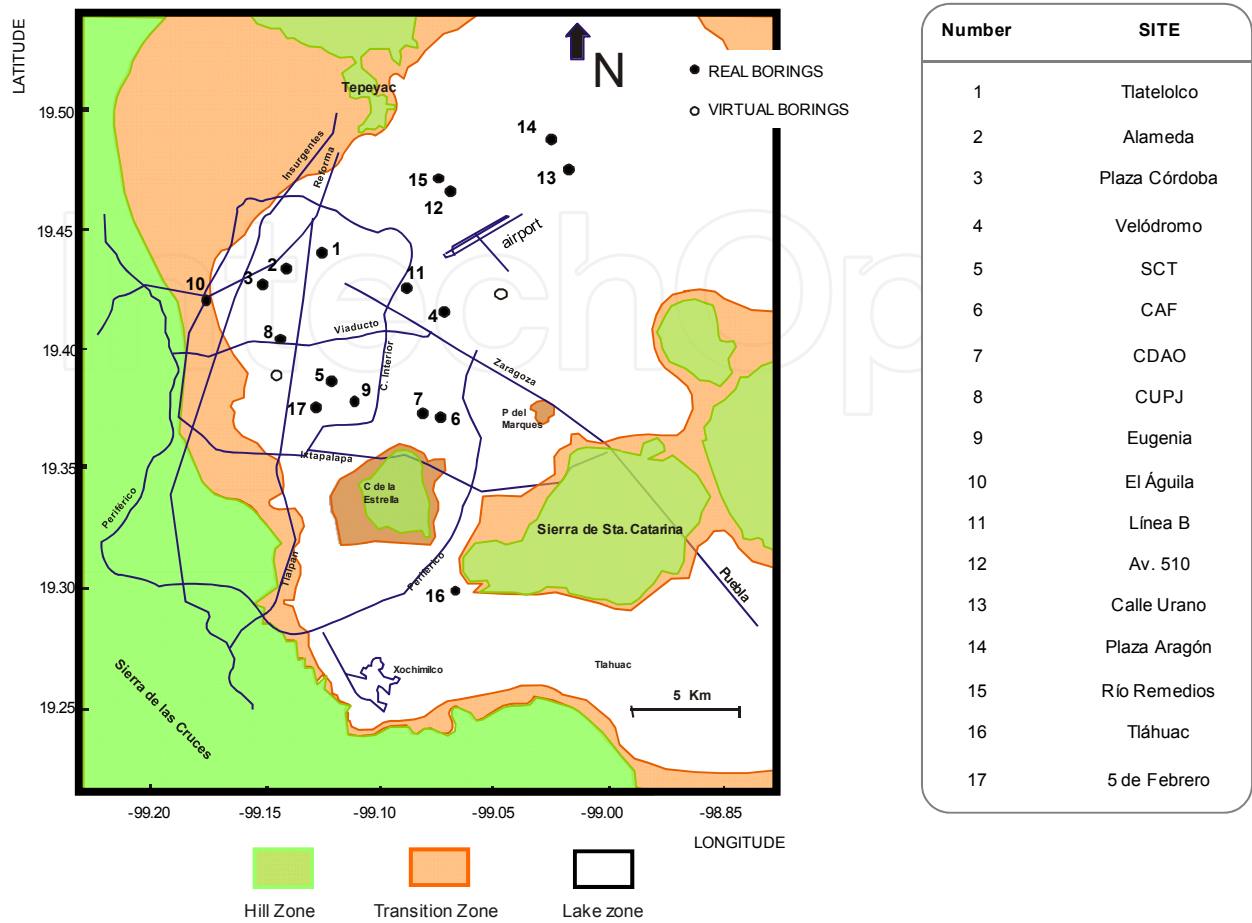 LATITUDE
19.50
19.45
19.40
19.35
19.30
19.25
-99.20
-99.15
-99.10
-99.05
-99.00
-98.85
LONGITUDE
N
REAL BORINGS
VIRTUAL BORINGS
Tepeyac
Insurgentes
Reforma
14
13
15
12
airport
1
2
3
10
11
4
8
Viaducto
C. Interior
Zaragoza
5
9
17
7
6
P del
Marques
Ixtapalapa
C de la
Estrella
Sierra de Sta. Catarina
Periférico
Tlalpan
Periférico
16
Puebla
Xochimilco
Tlahuac
Sierra de las Cruces
5 Km
Hill Zone
Transition Zone
Lake zone
Number SITE
1 Tlatelolco
2 Alameda
3 Plaza Córdoba
4 Velódromo
5 SCT
6 CAF
7 CDAO
8 CUPJ
9 Eugenia
10 El Águila
11 Línea B
12 Av. 510
13 Calle Urano
14 Plaza Aragón
15 Río Remedios
16 Tláhuac
17 5 de Febrero